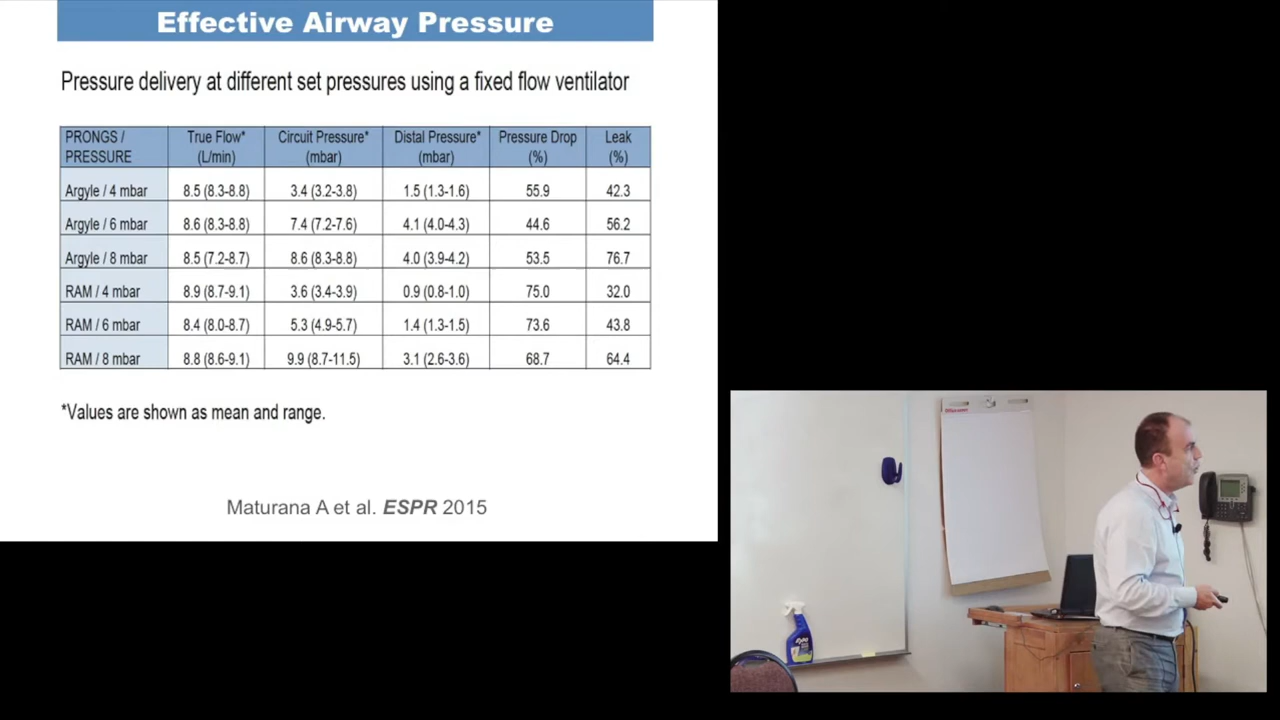 Effective Airway Pressure
Pressure delivery at different set pressures using a fixed flow ventilator
PRONGS / PRESSURE True Flow* (L/min) Circuit Pressure* (mbar) Distal Pressure* (mbar) Pressure Drop (%) Leak (%)
Argyle / 4 mbar 8.5 (8.3-8.8) 3.4 (3.2-3.8) 1.5 (1.3-1.6) 55.9 42.3
Argyle / 6 mbar 8.6 (8.3-8.8) 7.4 (7.2-7.6) 4.1 (4.0-4.3) 44.6 56.2
Argyle / 8 mbar 8.5 (7.2-8.7) 8.6 (8.3-8.8) 4.0 (3.9-4.2) 53.5 76.7
RAM / 4 mbar 8.9 (8.7-9.1) 3.6 (3.4-3.9) 0.9 (0.8-1.0) 75.0 32.0
RAM / 6 mbar 8.4 (8.0-8.7) 5.3 (4.9-5.7) 1.4 (1.3-1.5) 73.6 43.8
RAM / 8 mbar 8.8 (8.6-9.1) 9.9 (8.7-11.5) 3.1 (2.6-3.6) 68.7 64.4
*Values are shown as mean and range.
Maturana A et al. ESPR 2015
EXPO